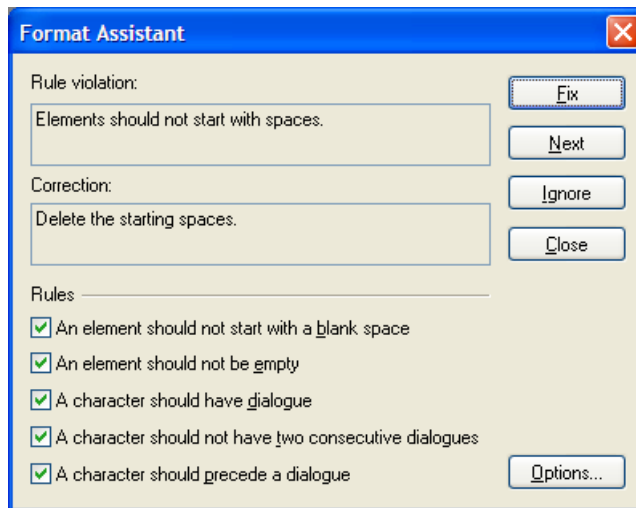 Format Assistant
Rule violation:
Elements should not start with spaces.
Correction:
Delete the starting spaces.
Fix
Next
Ignore
Close
Rules
An element should not start with a blank space
An element should not be empty
A character should have dialogue
A character should not have two consecutive dialogues
A character should precede a dialogue
Options...